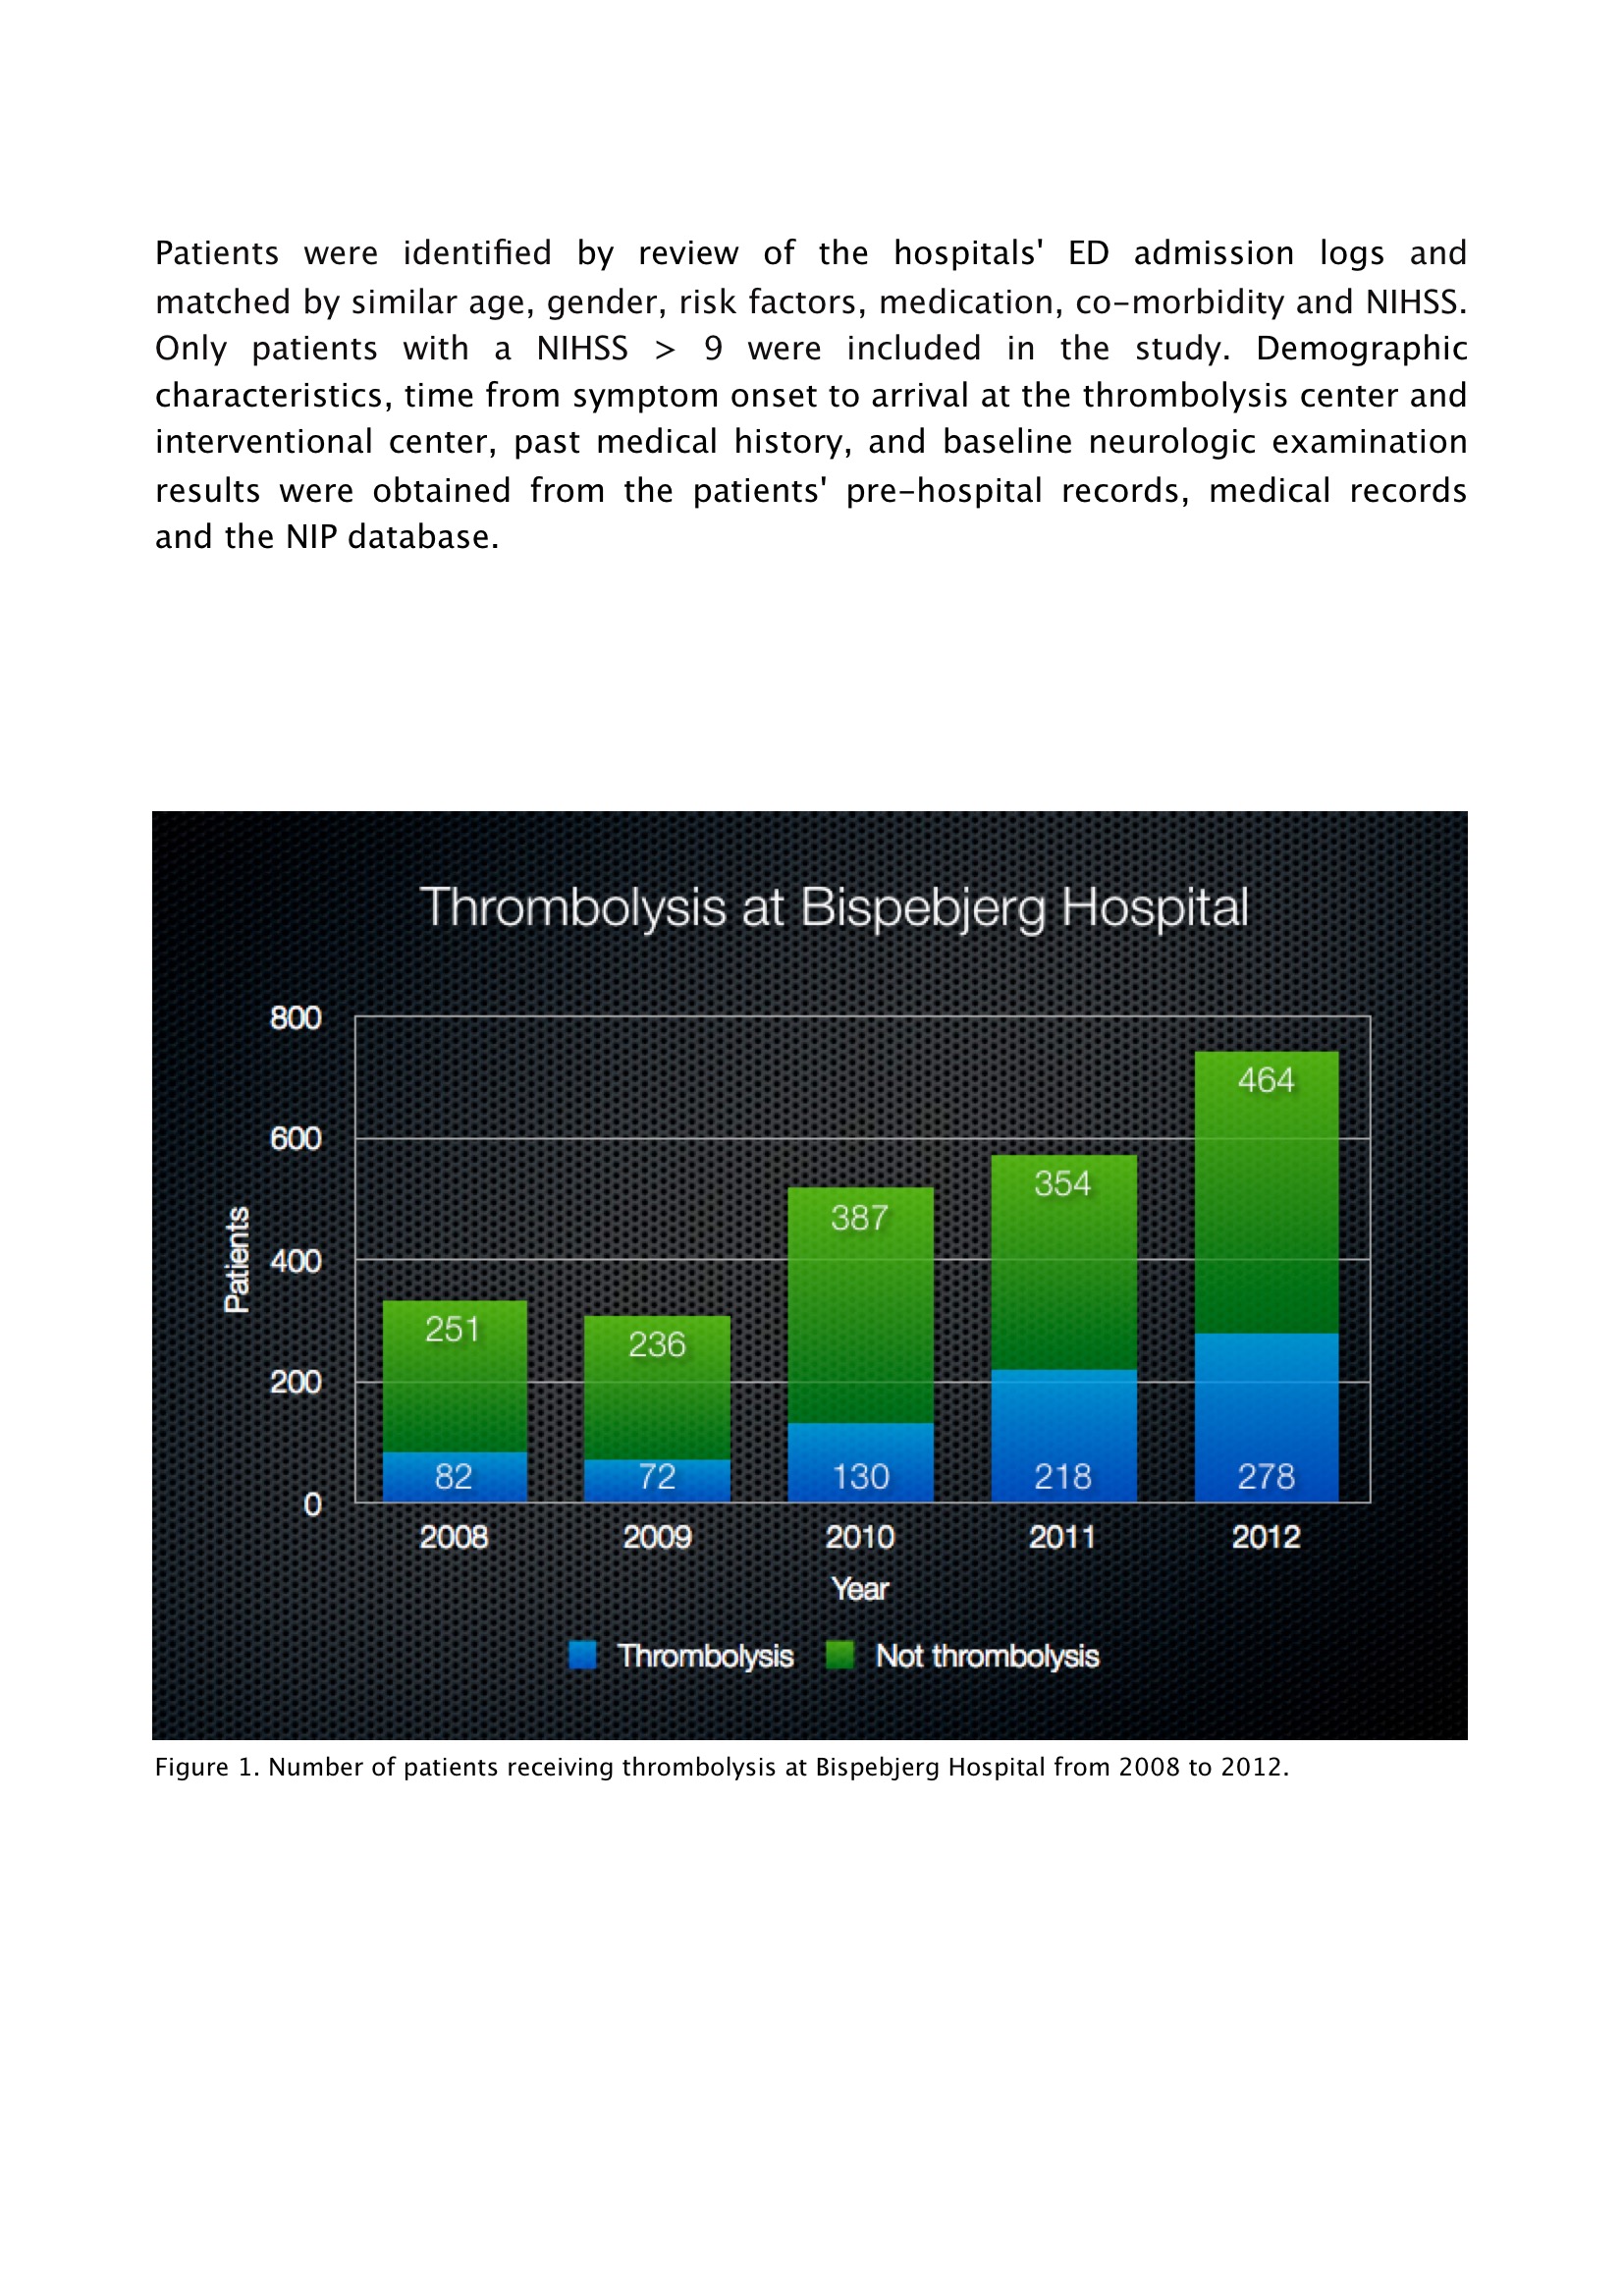 Patients were identified by review of the hospitals' ED admission logs and
matched by similar age, gender, risk factors, medication, co-morbidity and NIHSS.
Only patients with a NIHSS > 9 were included in the study. Demographic
characteristics, time from symptom onset to arrival at the thrombolysis center and
interventional center, past medical history, and baseline neurologic examination
results were obtained from the patients' pre-hospital records, medical records
and the NIP database.
Thrombolysis at Bispebjerg Hospital
800
600
400
200
0
Patients
251
236
387
354
464
82
72
130
218
278
2008
2009
2010
2011
2012
Year
Thrombolysis
Not thrombolysis
Figure 1. Number of patients receiving thrombolysis at Bispebjerg Hospital from 2008 to 2012.